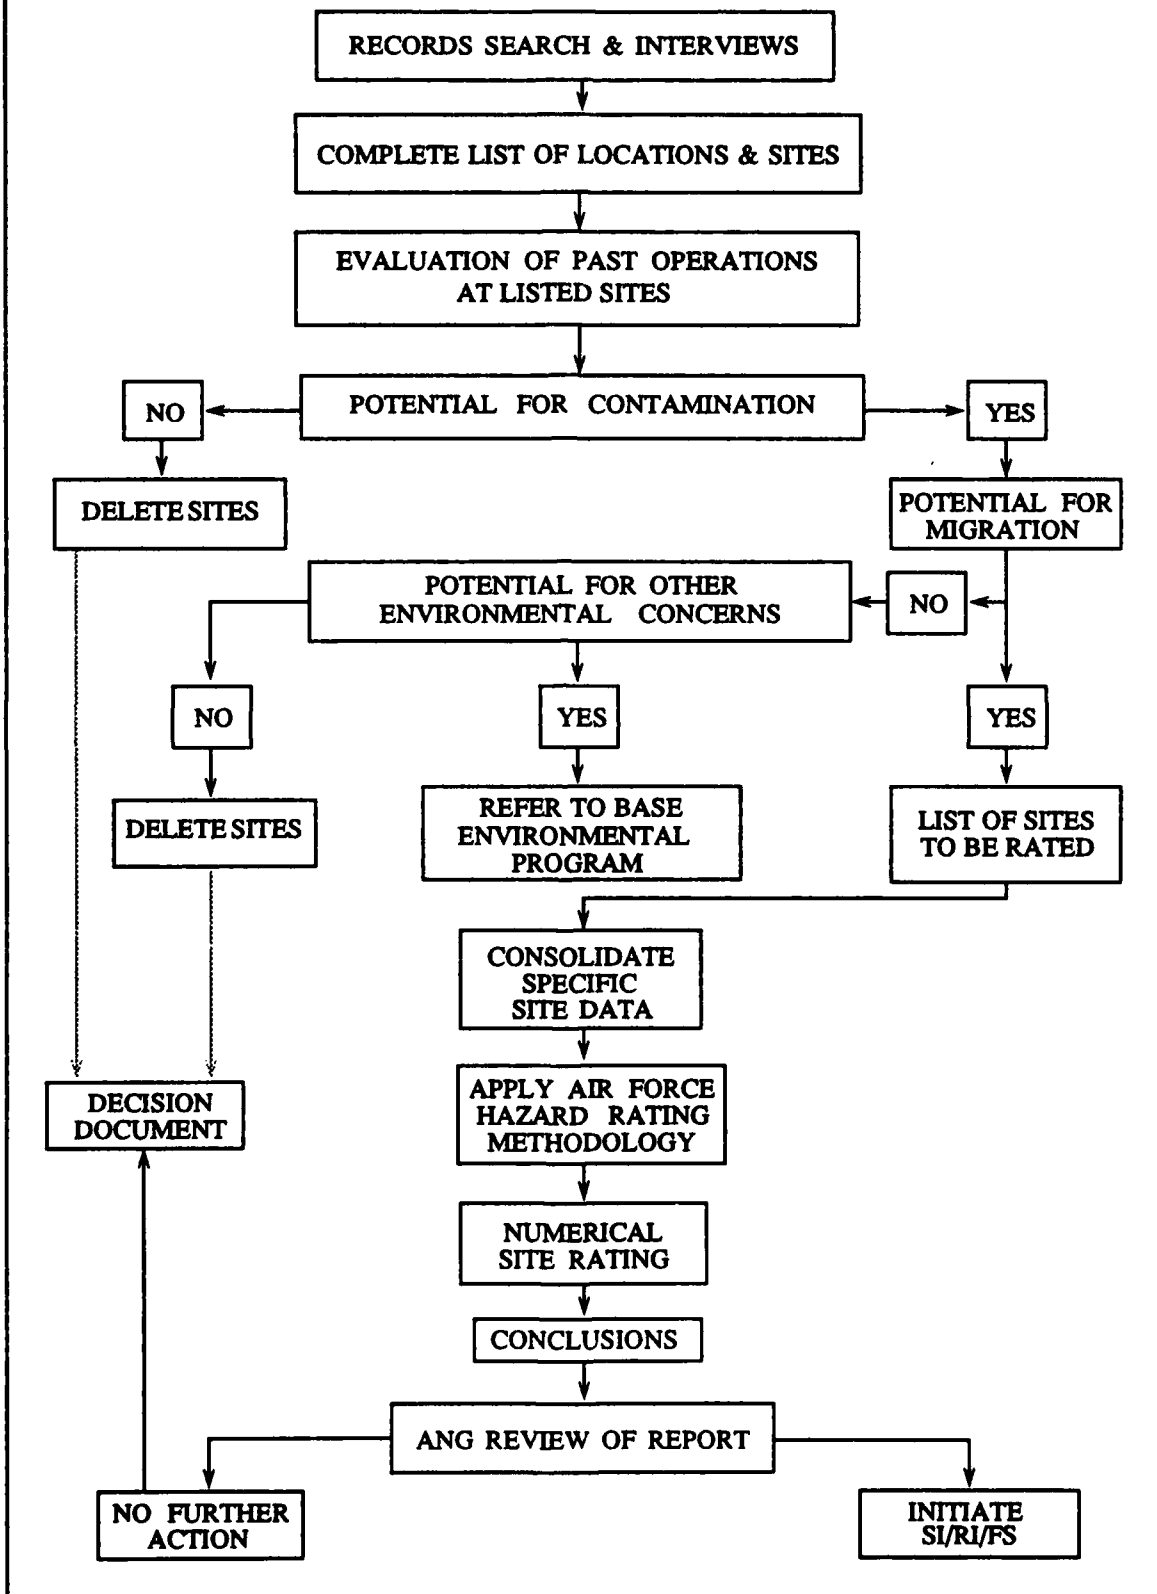 RECORDS SEARCH & INTERVIEWS
COMPLETE LIST OF LOCATIONS & SITES
EVALUATION OF PAST OPERATIONS
AT LISTED SITES
POTENTIAL FOR CONTAMINATION
NO
YES
DELETE SITES
POTENTIAL FOR
MIGRATION
POTENTIAL FOR OTHER
ENVIRONMENTAL CONCERNS
NO
NO
YES
YES
DELETE SITES
REFER TO BASE
ENVIRONMENTAL
PROGRAM
LIST OF SITES
TO BE RATED
CONSOLIDATE
SPECIFIC
SITE DATA
DECISION
DOCUMENT
APPLY AIR FORCE
HAZARD RATING
METHODOLOGY
NUMERICAL
SITE RATING
CONCLUSIONS
ANG REVIEW OF REPORT
NO FURTHER
ACTION
INITIATE
SI/RI/FS